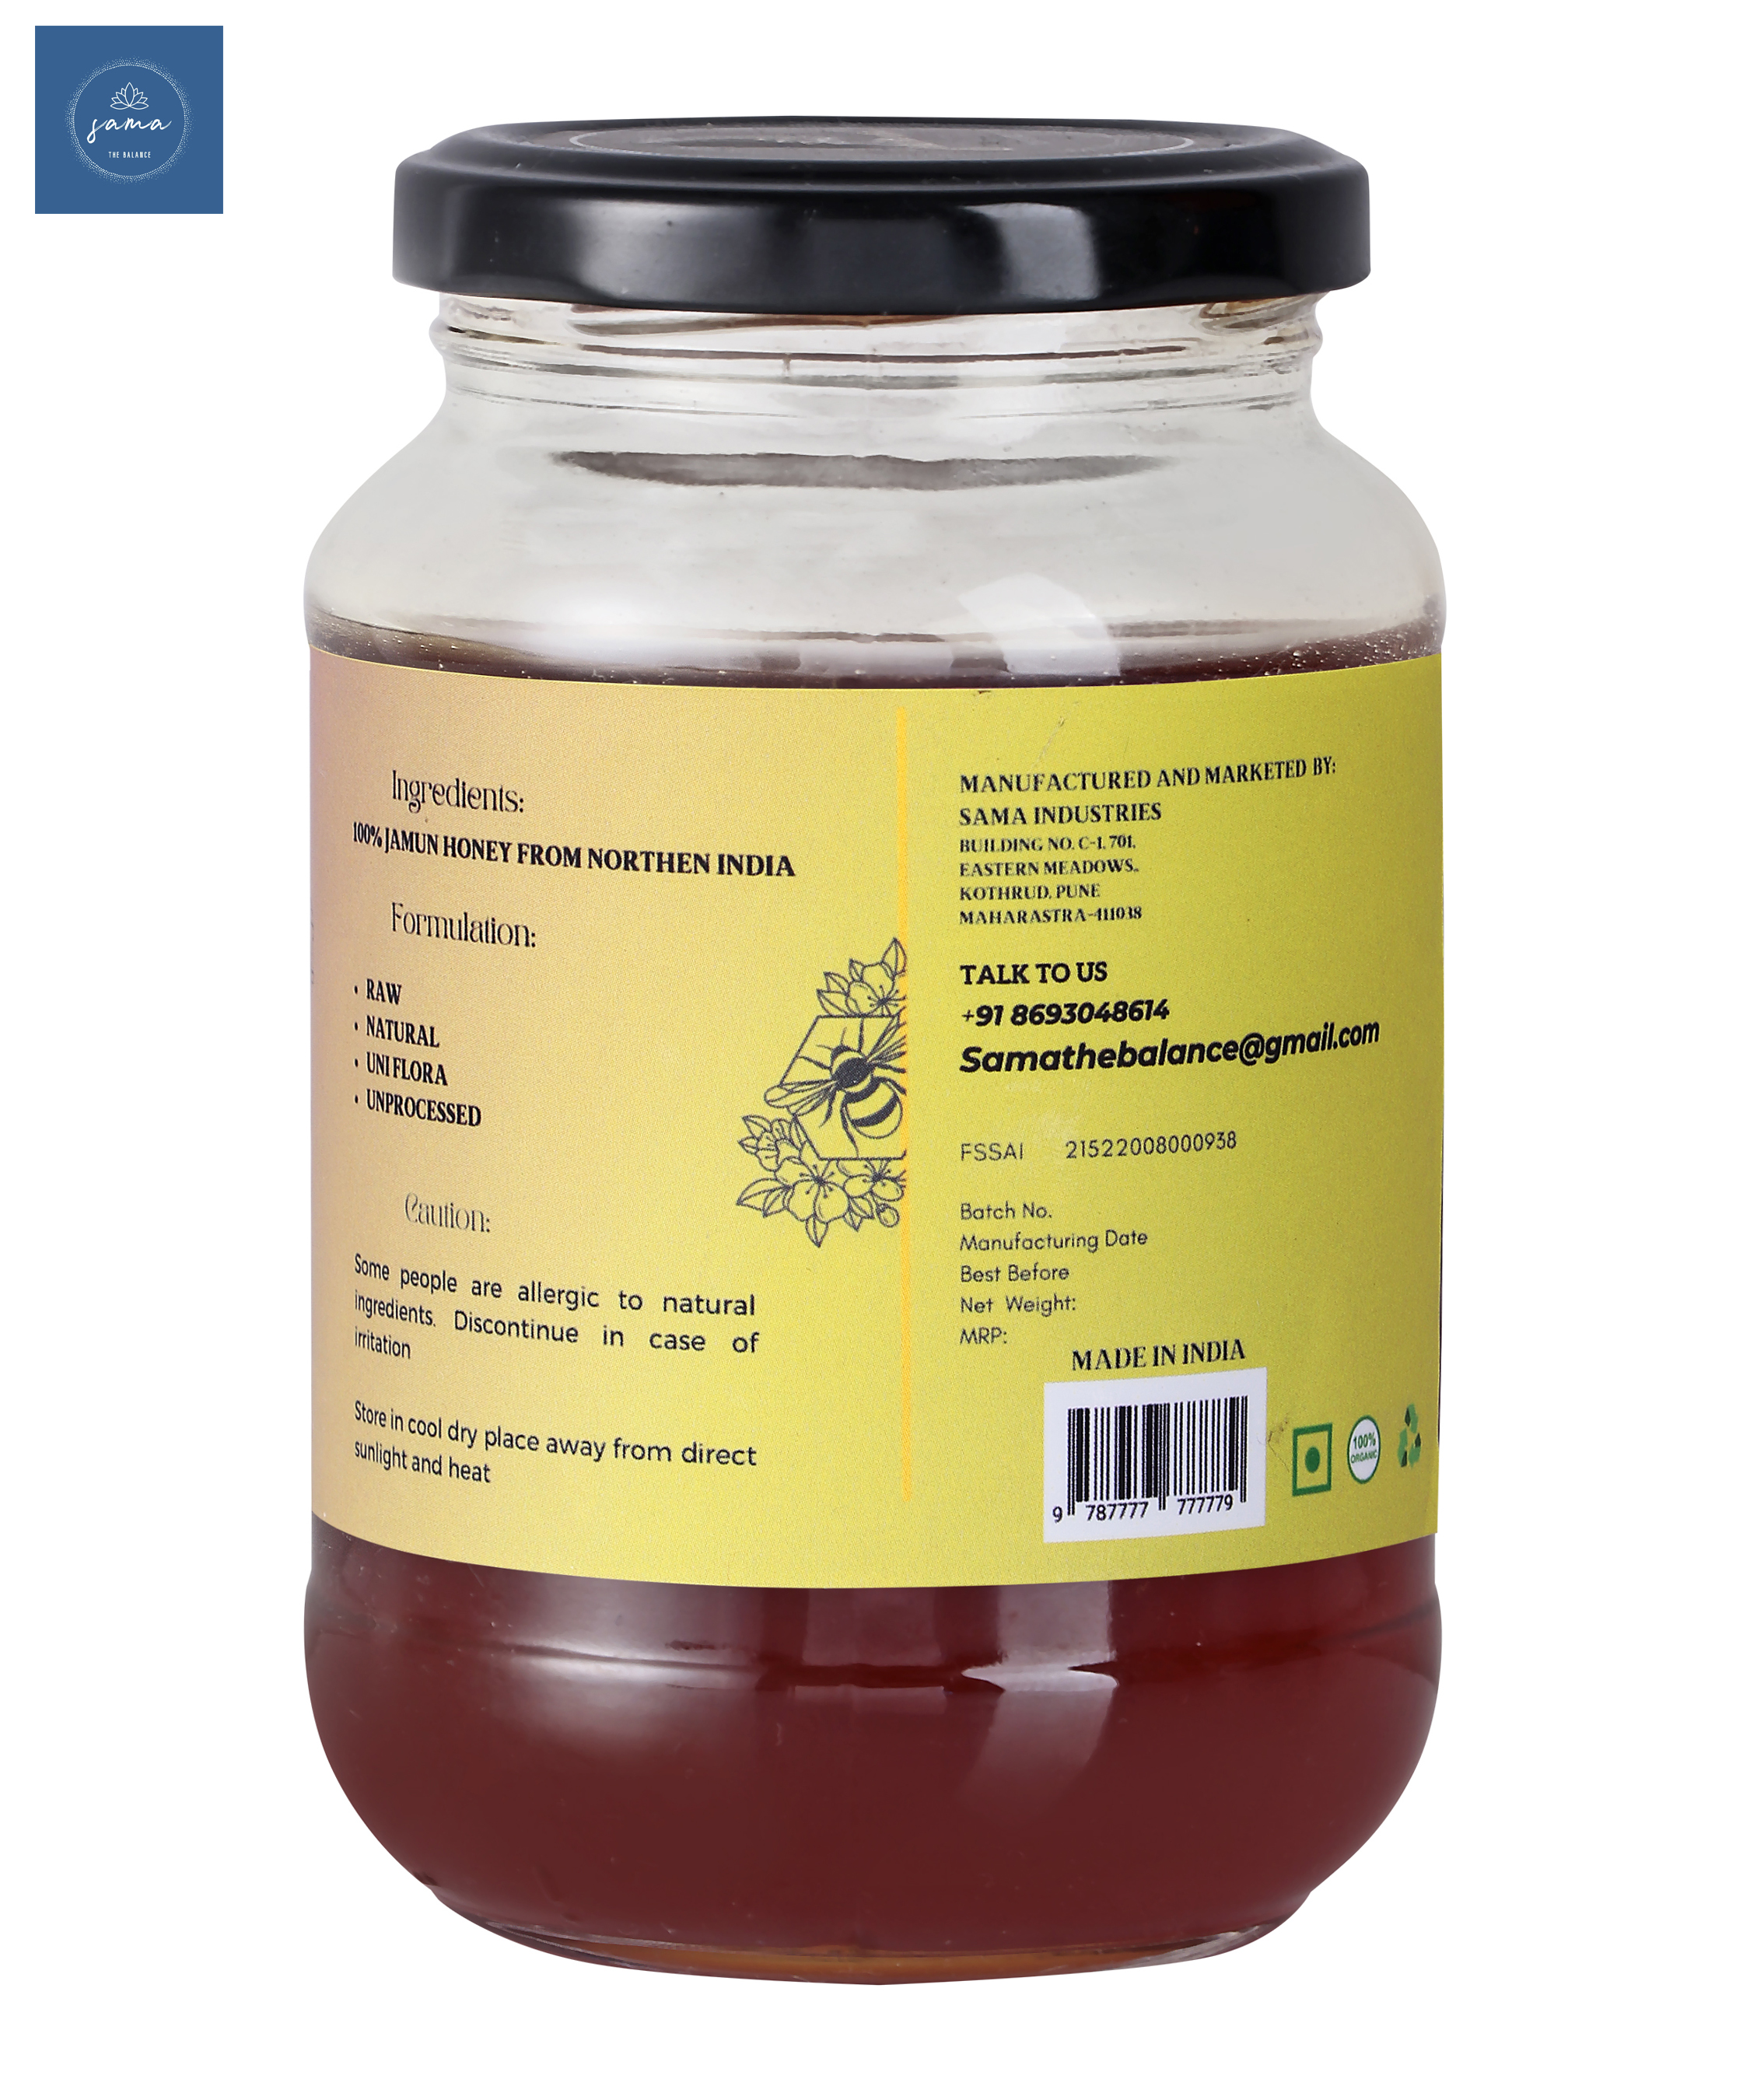 sama
THE BALANCE
Ingredients:
100% JAMUN HONEY FROM NORTHEN INDIA
Formulation:
• RAW
• NATURAL
• UNI FLORA
• UNPROCESSED
Caution:
Some people are allergic to natural
ingredients. Discontinue in case of
irritation
Store in cool dry place away from direct
sunlight and heat
MANUFACTURED AND MARKETED BY:
SAMA INDUSTRIES
BUILDING NO. C-1, 701,
EASTERN MEADOWS,
KOTHRUD, PUNE
MAHARASTRA-411038
TALK TO US
+91 8693048614
Samathebalance@gmail.com
FSSAI 21522008000938
Batch No.
Manufacturing Date
Best Before
Net Weight:
MRP:
MADE IN INDIA
9 787777 777779
100%
ORGANIC